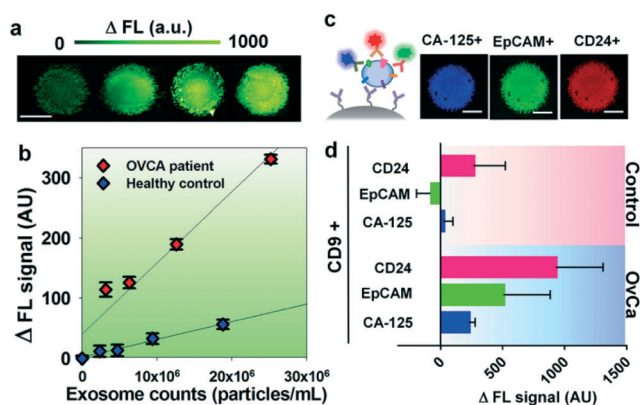 a
Δ FL (a.u.)
0 1000
b
OVCA patient
Healthy control
Δ FL signal (AU)
300
200
100
0
0 10x10⁶ 20x10⁶ 30x10⁶
Exosome counts (particles/mL)
c
CA-125+ EpCAM+ CD24+
d
CD9 +
CD24
EpCAM
CA-125
Control
CD24
EpCAM
CA-125
OvCa
0 500 1000 1500
Δ FL signal (AU)